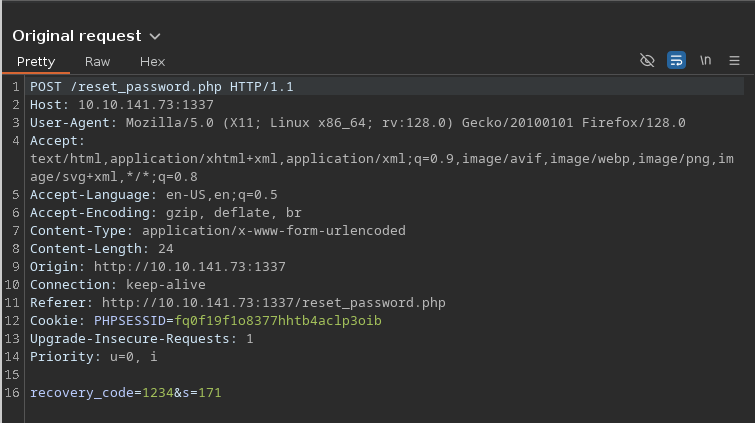 Original request
Pretty Raw Hex \n
1 POST /reset_password.php HTTP/1.1
2 Host: 10.10.141.73:1337
3 User-Agent: Mozilla/5.0 (X11; Linux x86_64; rv:128.0) Gecko/20100101 Firefox/128.0
4 Accept:
text/html,application/xhtml+xml,application/xml;q=0.9,image/avif,image/webp,image/png,im
age/svg+xml,*/*;q=0.8
5 Accept-Language: en-US,en;q=0.5
6 Accept-Encoding: gzip, deflate, br
7 Content-Type: application/x-www-form-urlencoded
8 Content-Length: 24
9 Origin: http://10.10.141.73:1337
10 Connection: keep-alive
11 Referer: http://10.10.141.73:1337/reset_password.php
12 Cookie: PHPSESSID=fq0f19f1o8377hhtb4aclp3oib
13 Upgrade-Insecure-Requests: 1
14 Priority: u=0, i
15
16 recovery_code=1234&s=171